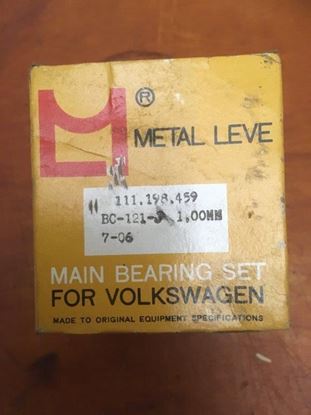 ®
METAL LEVE
111.198.459
BC-121-J 1,00MM
7-06
MAIN BEARING SET
FOR VOLKSWAGEN
MADE TO ORIGINAL EQUIPMENT SPECIFICATIONS